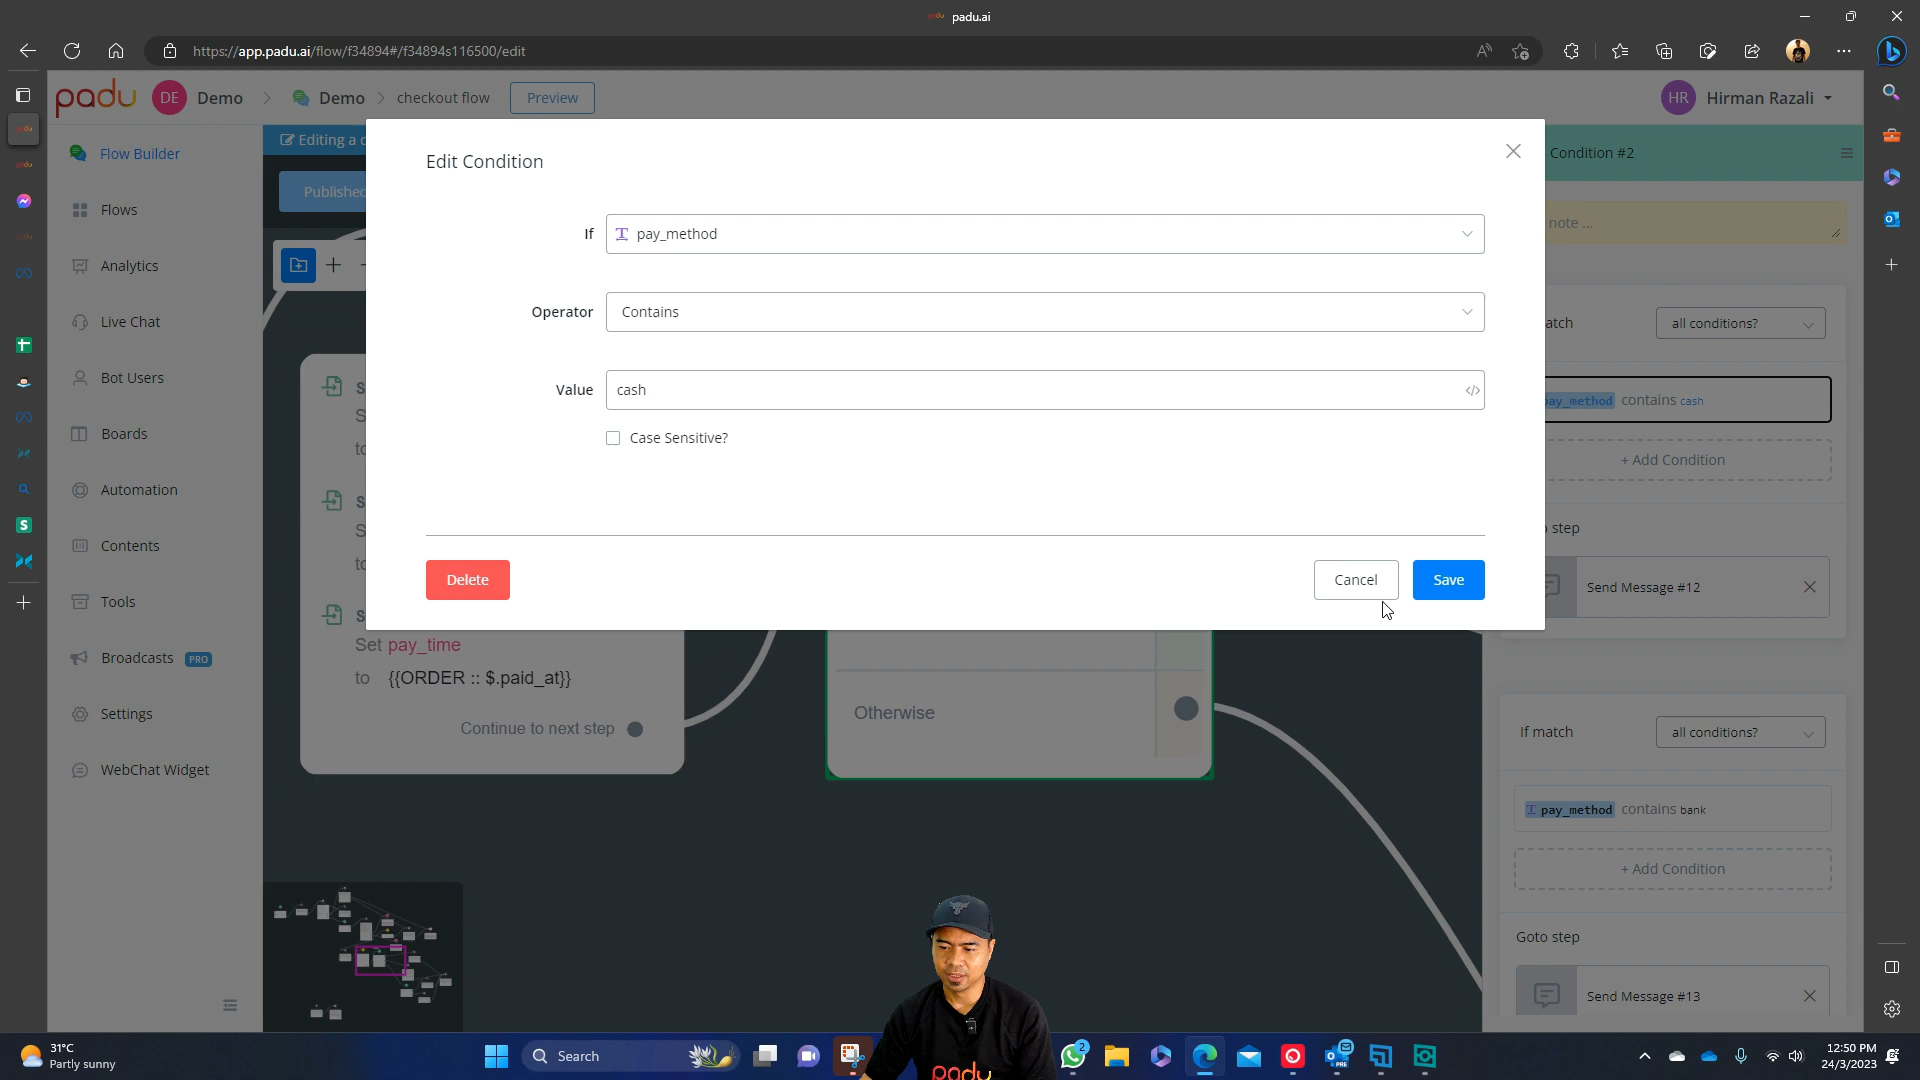 padu.ai
https://app.padu.ai/flow/f34894#/f34894s116500/edit
padu
DE Demo
Demo
checkout flow
Preview
HR
Hirman Razali
Flow Builder
Flows
Analytics
Live Chat
Bot Users
Boards
Automation
Contents
Tools
Broadcasts PRO
Settings
WebChat Widget
Editing a
Published
Edit Condition
If
pay_method
Operator
Contains
Value
cash
Case Sensitive?
Delete
Cancel
Save
Set pay_time
to {{ORDER :: $.paid_at}}
Continue to next step
Otherwise
Condition #2
note ...
atch
all conditions?
pay_method contains cash
+ Add Condition
step
Send Message #12
If match
all conditions?
pay_method contains bank
+ Add Condition
Goto step
Send Message #13
padu
31°C
Partly sunny
Search
2
PRE
12:50 PM
24/3/2023